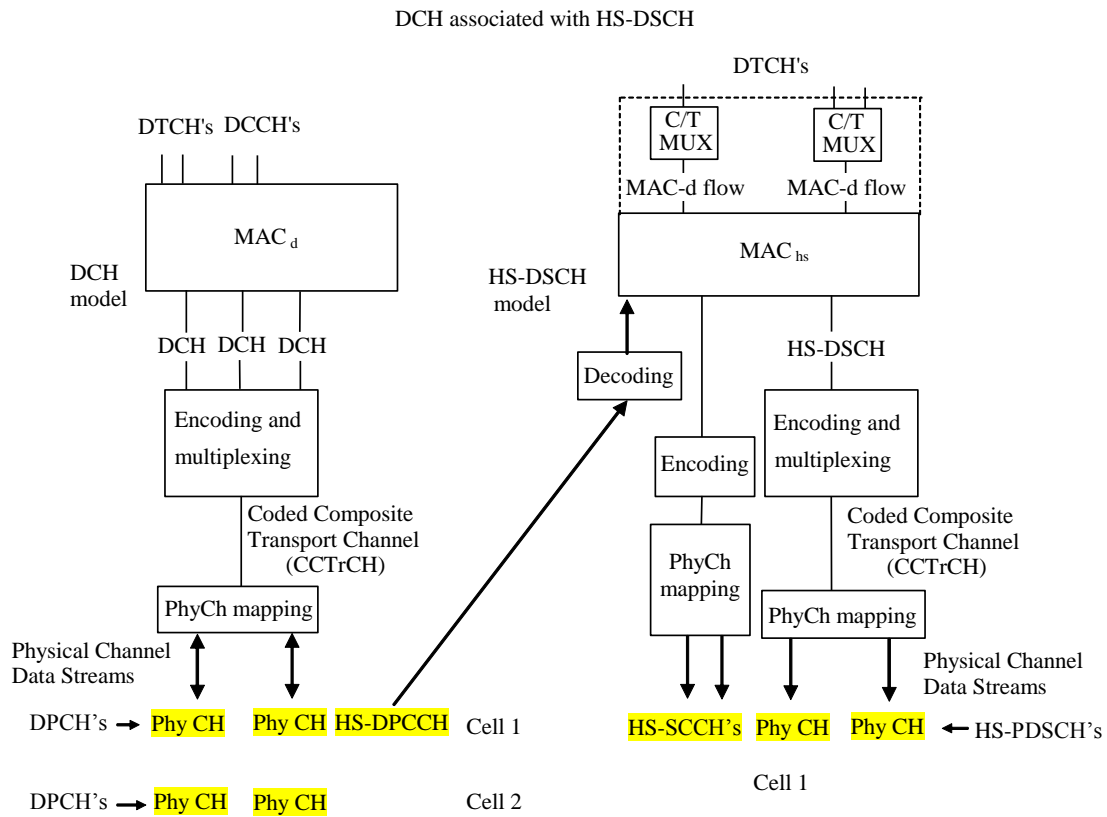 DCH associated with HS-DSCH
DTCH's
DCCH's
MAC d
DCH
model
DCH
DCH
DCH
Encoding and
multiplexing
Coded Composite
Transport Channel
(CCTrCH)
PhyCh mapping
Physical Channel
Data Streams
DPCH's
Phy CH
Phy CH
HS-DPCCH
Cell 1
DPCH's
Phy CH
Phy CH
Cell 2
DTCH's
C/T
MUX
C/T
MUX
MAC-d flow
MAC-d flow
MAC hs
HS-DSCH
model
Decoding
HS-DSCH
Encoding
Encoding and
multiplexing
PhyCh
mapping
Coded Composite
Transport Channel
(CCTrCH)
PhyCh mapping
Physical Channel
Data Streams
HS-SCCH's
Phy CH
Phy CH
HS-PDSCH's
Cell 1